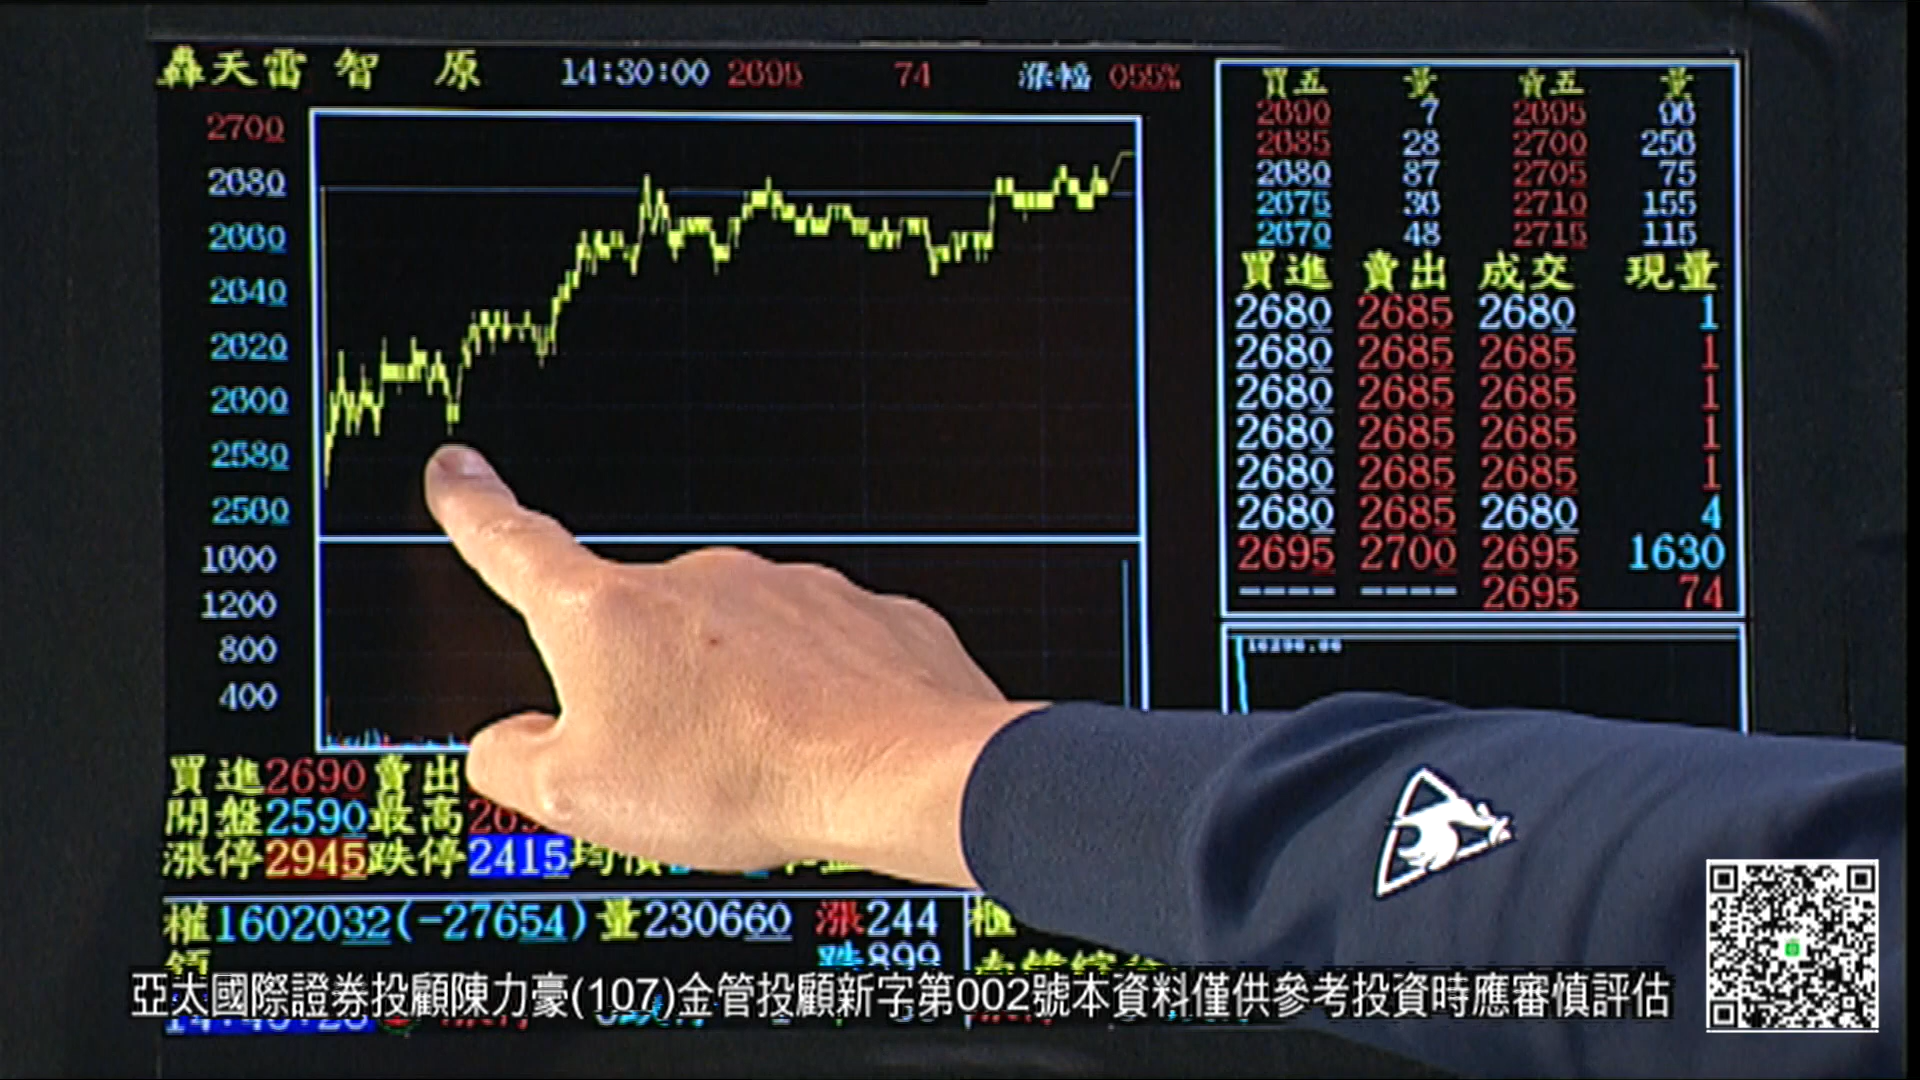 轟天雷 智 原 14:30:00 2695 74 漲幅 055%
2700
2680
2660
2640
2620
2600
2580
2560
1600
1200
800
400
買五 量 賣五 量
2690 7 2695 96
2685 28 2700 256
2680 87 2705 75
2675 36 2710 155
2670 48 2715 115
買進 賣出 成交 現量
2680 2685 2680 1
2680 2685 2685 1
2680 2685 2685 1
2680 2685 2685 1
2680 2685 2685 1
2680 2685 2680 4
2695 2700 2695 1630
---- ---- 2695 74
買進2690 賣出
開盤2590 最高
漲停2945 跌停2415 均價
權1602032(-27654) 量230660 漲244 櫃
跌899
亞太國際證券投顧陳力豪(107)金管投顧新字第002號本資料僅供參考投資時應審慎評估